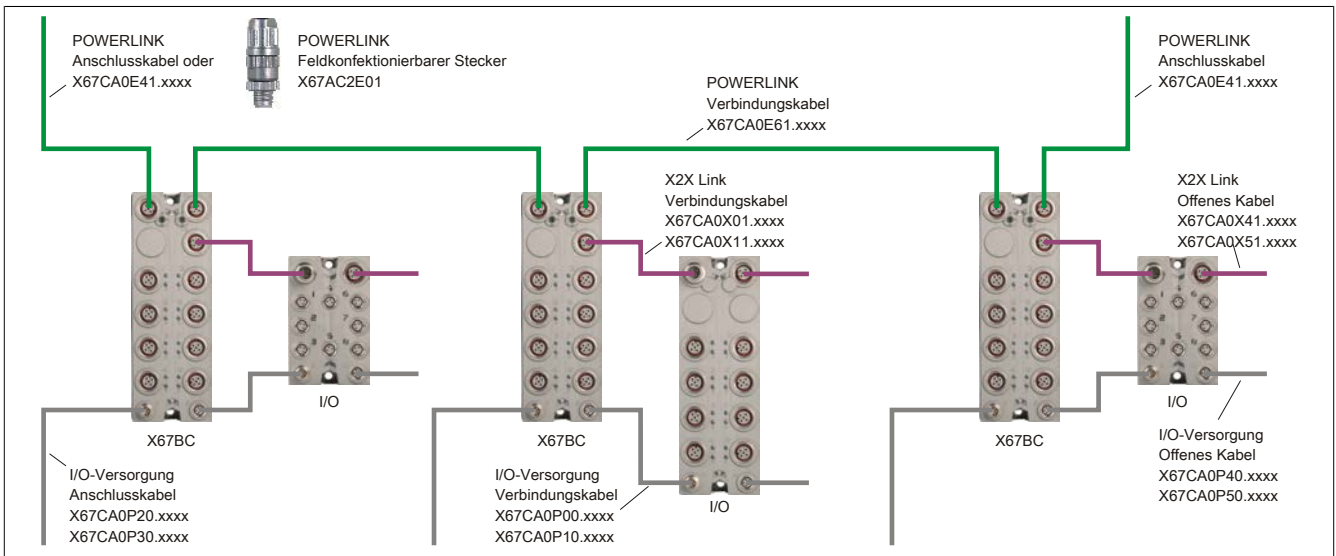 POWERLINK
Anschlusskabel oder
X67CA0E41.xxxx
POWERLINK
Feldkonfektionierbarer Stecker
X67AC2E01
POWERLINK
Verbindungskabel
X67CA0E61.xxxx
POWERLINK
Anschlusskabel
X67CA0E41.xxxx
X2X Link
Verbindungskabel
X67CA0X01.xxxx
X67CA0X11.xxxx
X2X Link
Offenes Kabel
X67CA0X41.xxxx
X67CA0X51.xxxx
I/O
X67BC
I/O-Versorgung
Anschlusskabel
X67CA0P20.xxxx
X67CA0P30.xxxx
X67BC
I/O-Versorgung
Verbindungskabel
X67CA0P00.xxxx
X67CA0P10.xxxx
I/O
X67BC
I/O
I/O-Versorgung
Offenes Kabel
X67CA0P40.xxxx
X67CA0P50.xxxx